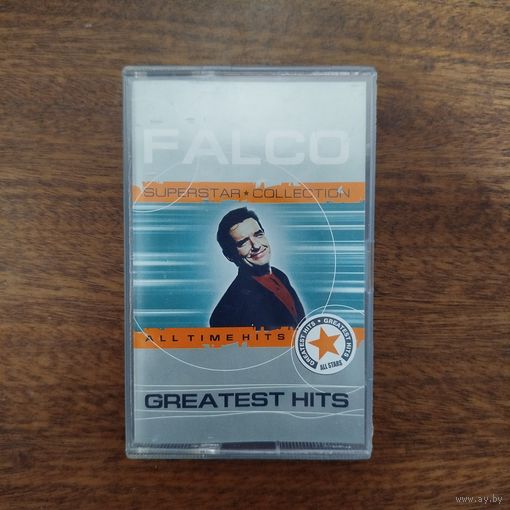 FALCO
SUPERSTAR★COLLECTION
ALL TIME HITS
GREATEST HITS • GREATEST HITS
ALL STARS
GREATEST HITS
www.ay.by